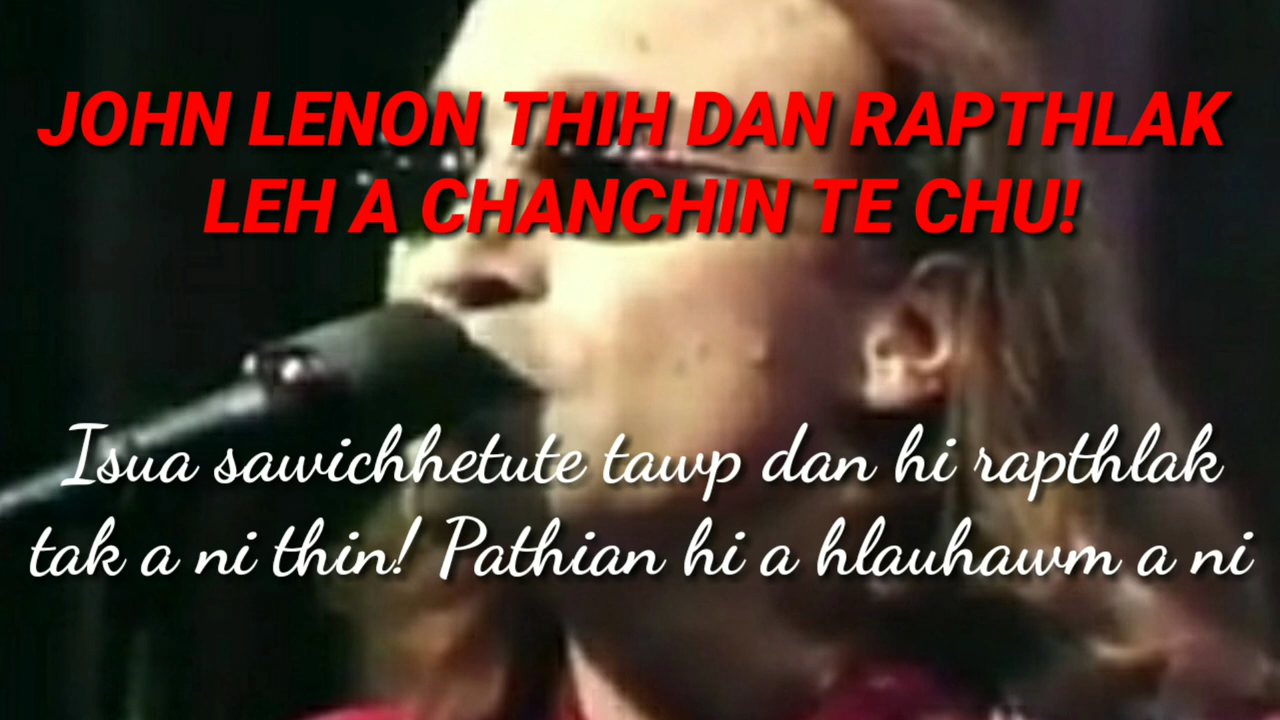 JOHN LENON THIH DAN RAPTHLAK
LEH A CHANCHIN TE CHU!
Isua sawichhetute tawp dan hi rapthlak
tak a ni thin! Pathian hi a hlauhawm a ni